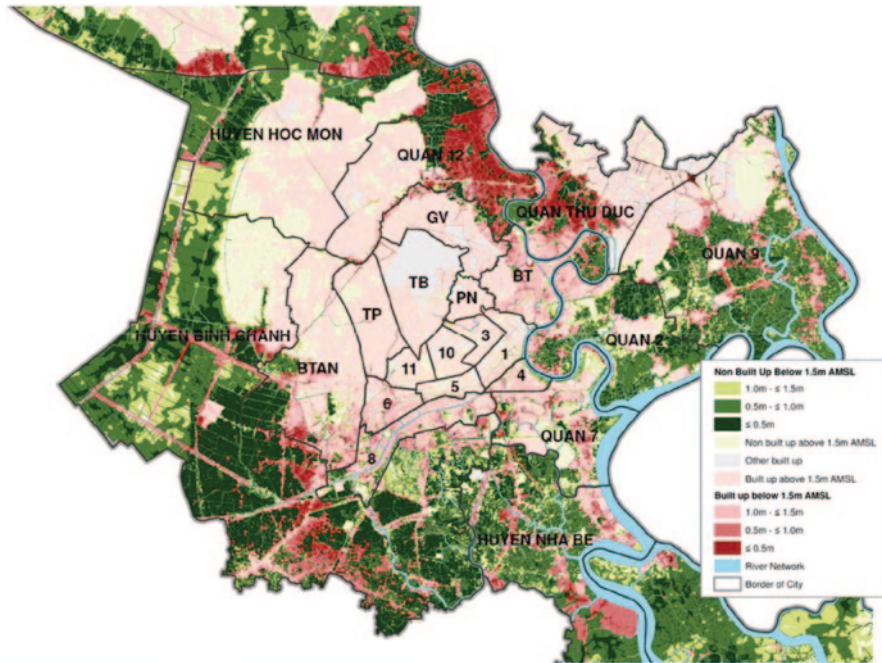 HUYEN HOC MON
QUAN 12
GV
QUAN THU DUC
TB
BT
QUAN 9
PN
TP
HUYEN BINH CHANH
3
QUAN 2
BTAN
10
1
11
4
5
6
QUAN 7
8
HUYEN NHA BE
Non Built Up Below 1.5m AMSL
1.0m - ≤ 1.5m
0.5m - ≤ 1.0m
≤ 0.5m
Non built up above 1.5m AMSL
Other built up
Built up above 1.5m AMSL
Built up below 1.5m AMSL
1.0m - ≤ 1.5m
0.5m - ≤ 1.0m
≤ 0.5m
River Network
Border of City